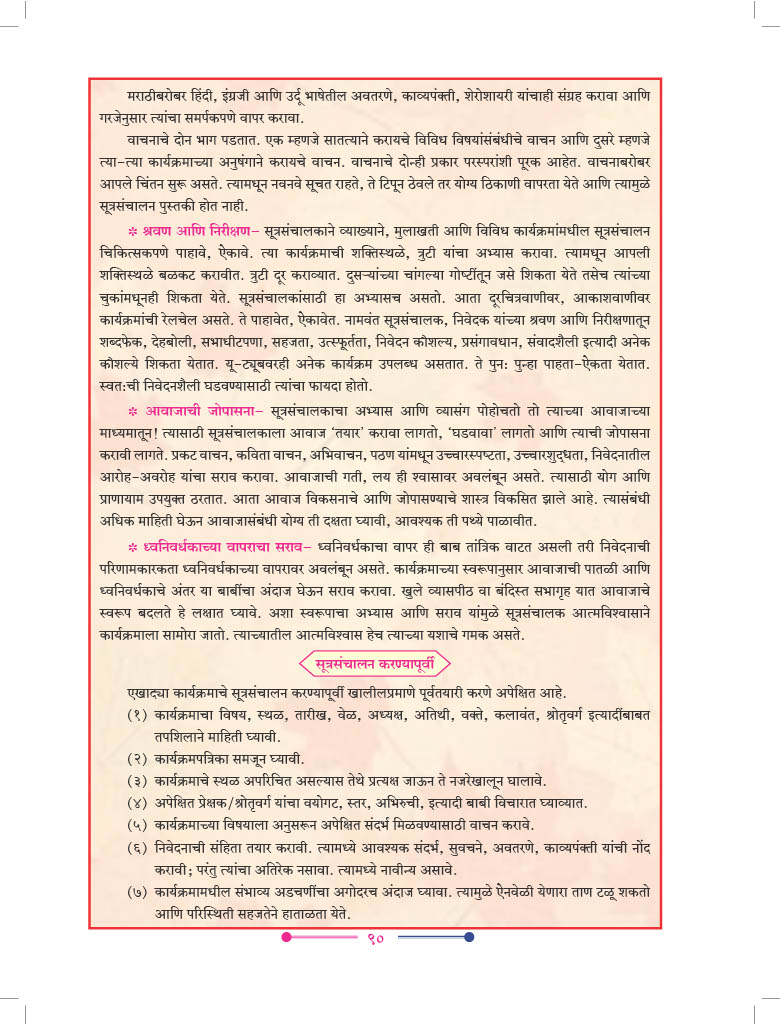 मराठीबरोबर हिंदी, इंग्रजी आणि उर्दू भाषेतील अवतरणे, काव्यपंक्ती, शेरोशायरी यांचाही संग्रह करावा आणि
गरजेनुसार त्यांचा समर्पकपणे वापर करावा.
वाचनाचे दोन भाग पडतात. एक म्हणजे सातत्याने करायचे विविध विषयांसंबंधीचे वाचन आणि दुसरे म्हणजे
त्या-त्या कार्यक्रमाच्या अनुषंगाने करायचे वाचन. वाचनाचे दोन्ही प्रकार परस्परांशी पूरक आहेत. वाचनाबरोबर
आपले चिंतन सुरू असते. त्यामधून नवनवे सूचत राहते, ते टिपून ठेवले तर योग्य ठिकाणी वापरता येते आणि त्यामुळे
सूत्रसंचालन पुस्तकी होत नाही.
✽ श्रवण आणि निरीक्षण– सूत्रसंचालकाने व्याख्याने, मुलाखती आणि विविध कार्यक्रमांमधील सूत्रसंचालन
चिकित्सकपणे पाहावे, ऐकावे. त्या कार्यक्रमाची शक्तिस्थळे, त्रुटी यांचा अभ्यास करावा. त्यामधून आपली
शक्तिस्थळे बळकट करावीत. त्रुटी दूर कराव्यात. दुसऱ्यांच्या चांगल्या गोष्टींतून जसे शिकता येते तसेच त्यांच्या
चुकांमधूनही शिकता येते. सूत्रसंचालकांसाठी हा अभ्यासच असतो. आता दूरचित्रवाणीवर, आकाशवाणीवर
कार्यक्रमांची रेलचेल असते. ते पाहावेत, ऐकावेत. नामवंत सूत्रसंचालक, निवेदक यांच्या श्रवण आणि निरीक्षणातून
शब्दफेक, देहबोली, सभाधीटपणा, सहजता, उत्स्फूर्तता, निवेदन कौशल्य, प्रसंगावधान, संवादशैली इत्यादी अनेक
कौशल्ये शिकता येतात. यू-ट्यूबवरही अनेक कार्यक्रम उपलब्ध असतात. ते पुन: पुन्हा पाहता-ऐकता येतात.
स्वत:ची निवेदनशैली घडवण्यासाठी त्यांचा फायदा होतो.
✽ आवाजाची जोपासना– सूत्रसंचालकाचा अभ्यास आणि व्यासंग पोहोचतो तो त्याच्या आवाजाच्या
माध्यमातून! त्यासाठी सूत्रसंचालकाला आवाज ‘तयार’ करावा लागतो, ‘घडवावा’ लागतो आणि त्याची जोपासना
करावी लागते. प्रकट वाचन, कविता वाचन, अभिवाचन, पठण यांमधून उच्चारस्पष्टता, उच्चारशुद्धता, निवेदनातील
आरोह-अवरोह यांचा सराव करावा. आवाजाची गती, लय ही श्वासावर अवलंबून असते. त्यासाठी योग आणि
प्राणायाम उपयुक्त ठरतात. आता आवाज विकसनाचे आणि जोपासण्याचे शास्त्र विकसित झाले आहे. त्यासंबंधी
अधिक माहिती घेऊन आवाजासंबंधी योग्य ती दक्षता घ्यावी, आवश्यक ती पथ्ये पाळावीत.
✽ ध्वनिवर्धकाच्या वापराचा सराव– ध्वनिवर्धकाचा वापर ही बाब तांत्रिक वाटत असली तरी निवेदनाची
परिणामकारकता ध्वनिवर्धकाच्या वापरावर अवलंबून असते. कार्यक्रमाच्या स्वरूपानुसार आवाजाची पातळी आणि
ध्वनिवर्धकाचे अंतर या बाबींचा अंदाज घेऊन सराव करावा. खुले व्यासपीठ वा बंदिस्त सभागृह यात आवाजाचे
स्वरूप बदलते हे लक्षात घ्यावे. अशा स्वरूपाचा अभ्यास आणि सराव यांमुळे सूत्रसंचालक आत्मविश्वासाने
कार्यक्रमाला सामोरा जातो. त्याच्यातील आत्मविश्वास हेच त्याच्या यशाचे गमक असते.
सूत्रसंचालन करण्यापूर्वी
एखाद्या कार्यक्रमाचे सूत्रसंचालन करण्यापूर्वी खालीलप्रमाणे पूर्वतयारी करणे अपेक्षित आहे.
(१) कार्यक्रमाचा विषय, स्थळ, तारीख, वेळ, अध्यक्ष, अतिथी, वक्ते, कलावंत, श्रोतृवर्ग इत्यादींबाबत
तपशिलाने माहिती घ्यावी.
(२) कार्यक्रमपत्रिका समजून घ्यावी.
(३) कार्यक्रमाचे स्थळ अपरिचित असल्यास तेथे प्रत्यक्ष जाऊन ते नजरेखालून घालावे.
(४) अपेक्षित प्रेक्षक/श्रोतृवर्ग यांचा वयोगट, स्तर, अभिरुची, इत्यादी बाबी विचारात घ्याव्यात.
(५) कार्यक्रमाच्या विषयाला अनुसरून अपेक्षित संदर्भ मिळवण्यासाठी वाचन करावे.
(६) निवेदनाची संहिता तयार करावी. त्यामध्ये आवश्यक संदर्भ, सुवचने, अवतरणे, काव्यपंक्ती यांची नोंद
करावी; परंतु त्यांचा अतिरेक नसावा. त्यामध्ये नावीन्य असावे.
(७) कार्यक्रमामधील संभाव्य अडचणींचा अगोदरच अंदाज घ्यावा. त्यामुळे ऐनवेळी येणारा ताण टळू शकतो
आणि परिस्थिती सहजतेने हाताळता येते.
९०